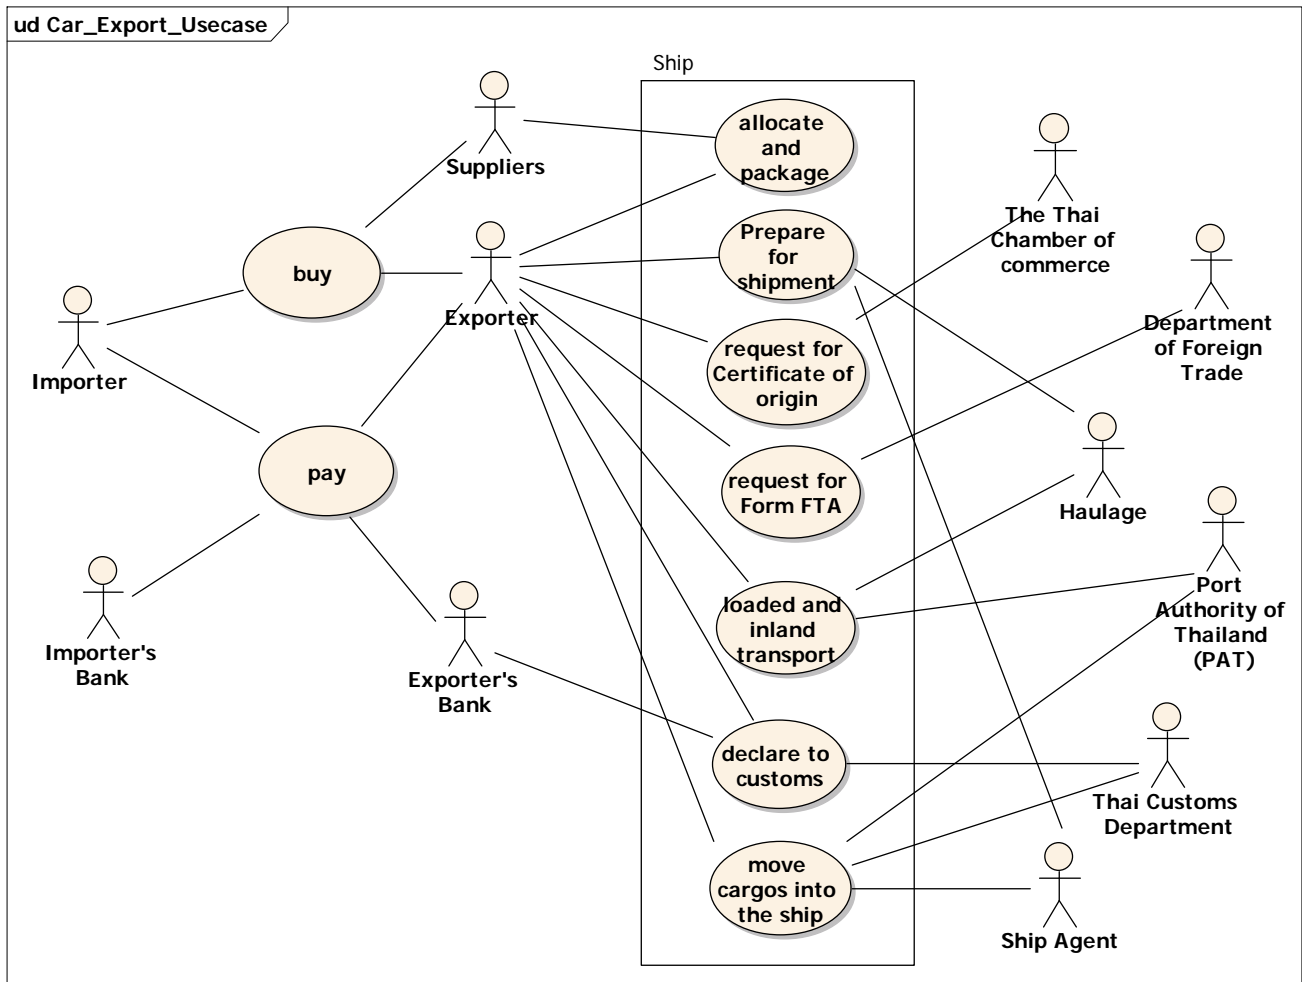 ud Car_Export_Usecase
Ship
Suppliers
allocate
and
package
The Thai
Chamber of
commerce
buy
Exporter
Prepare
for
shipment
Department
of Foreign
Trade
Importer
request for
Certificate of
origin
pay
request for
Form FTA
Haulage
Importer's
Bank
Exporter's
Bank
loaded and
inland
transport
Port
Authority of
Thailand
(PAT)
declare to
customs
Thai Customs
Department
move
cargos into
the ship
Ship Agent